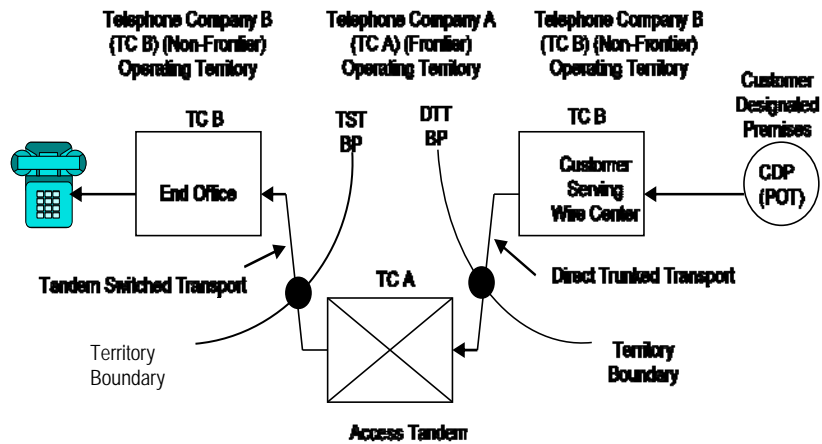 Telephone Company B
(TC B) (Non-Frontier)
Operating Territory
Telephone Company A
(TC A) (Frontier)
Operating Territory
Telephone Company B
(TC B) (Non-Frontier)
Operating Territory
Customer
Designated
Premises
TC B
TST
BP
DTT
BP
TC B
End Office
Customer
Serving
Wire Center
CDP
(POT)
Tandem Switched Transport
TC A
Direct Trunked Transport
Territory
Boundary
Territory
Boundary
Access Tandem